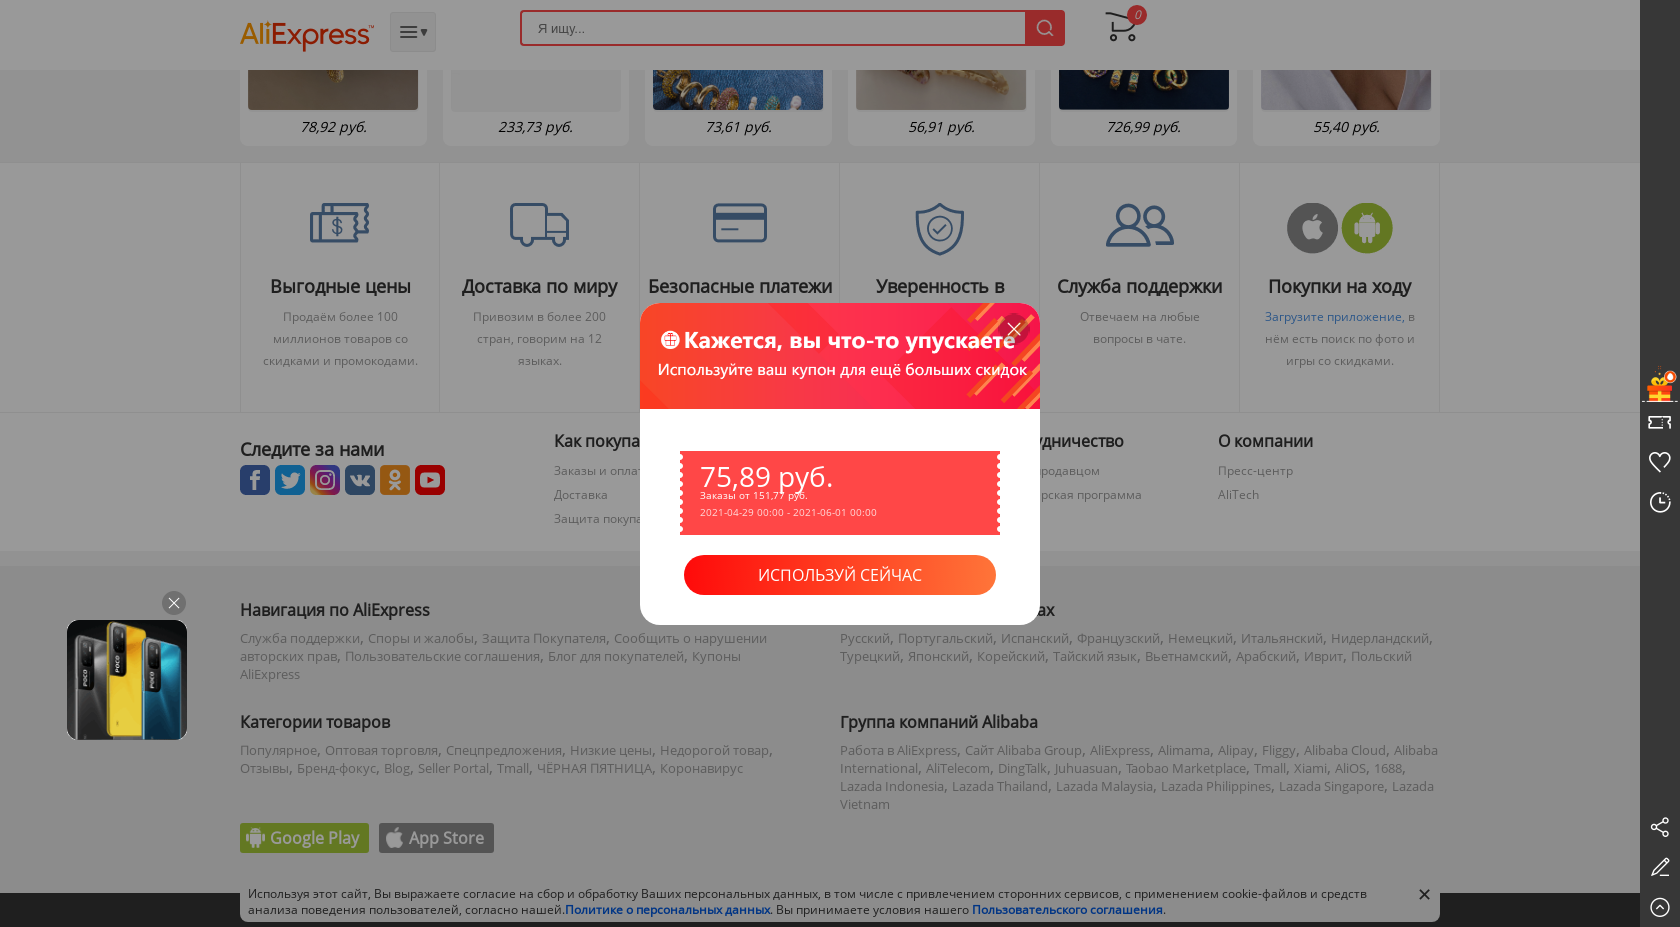 AliExpress™
Я ищу...
0
78,92 руб.
233,73 руб.
73,61 руб.
56,91 руб.
726,99 руб.
55,40 руб.
Выгодные цены
Продаём более 100
миллионов товаров со
скидками и промокодами.
Доставка по миру
Привозим в более 200
стран, говорим на 12
языках.
Безопасные платежи
Уверенность в
Служба поддержки
Отвечаем на любые
вопросы в чате.
Покупки на ходу
Загрузите приложение, в
нём есть поиск по фото и
игры со скидками.
Кажется, вы что-то упускаете
Используйте ваш купон для ещё больших скидок
75,89 руб.
Заказы от 151,77 руб.
2021-04-29 00:00 - 2021-06-01 00:00
ИСПОЛЬЗУЙ СЕЙЧАС
Следите за нами
Как покупа
Заказы и оплат
Доставка
Защита покупа
удничество
продавцом
рская программа
О компании
Пресс-центр
AliTech
Навигация по AliExpress
Служба поддержки, Споры и жалобы, Защита Покупателя, Сообщить о нарушении
авторских прав, Пользовательские соглашения, Блог для покупателей, Купоны
AliExpress
ах
Русский, Португальский, Испанский, Французский, Немецкий, Итальянский, Нидерландский,
Турецкий, Японский, Корейский, Тайский язык, Вьетнамский, Арабский, Иврит, Польский
POCO
POCO
POCO
Категории товаров
Популярное, Оптовая торговля, Спецпредложения, Низкие цены, Недорогой товар,
Отзывы, Бренд-фокус, Blog, Seller Portal, Tmall, ЧЁРНАЯ ПЯТНИЦА, Коронавирус
Группа компаний Alibaba
Работа в AliExpress, Сайт Alibaba Group, AliExpress, Alimama, Alipay, Fliggy, Alibaba Cloud, Alibaba
International, AliTelecom, DingTalk, Juhuasuan, Taobao Marketplace, Tmall, Xiami, AliOS, 1688,
Lazada Indonesia, Lazada Thailand, Lazada Malaysia, Lazada Philippines, Lazada Singapore, Lazada
Vietnam
Google Play
App Store
Используя этот сайт, Вы выражаете согласие на сбор и обработку Ваших персональных данных, в том числе с привлечением сторонних сервисов, с применением cookie-файлов и средств
анализа поведения пользователей, согласно нашей.Политике о персональных данных. Вы принимаете условия нашего Пользовательского соглашения.